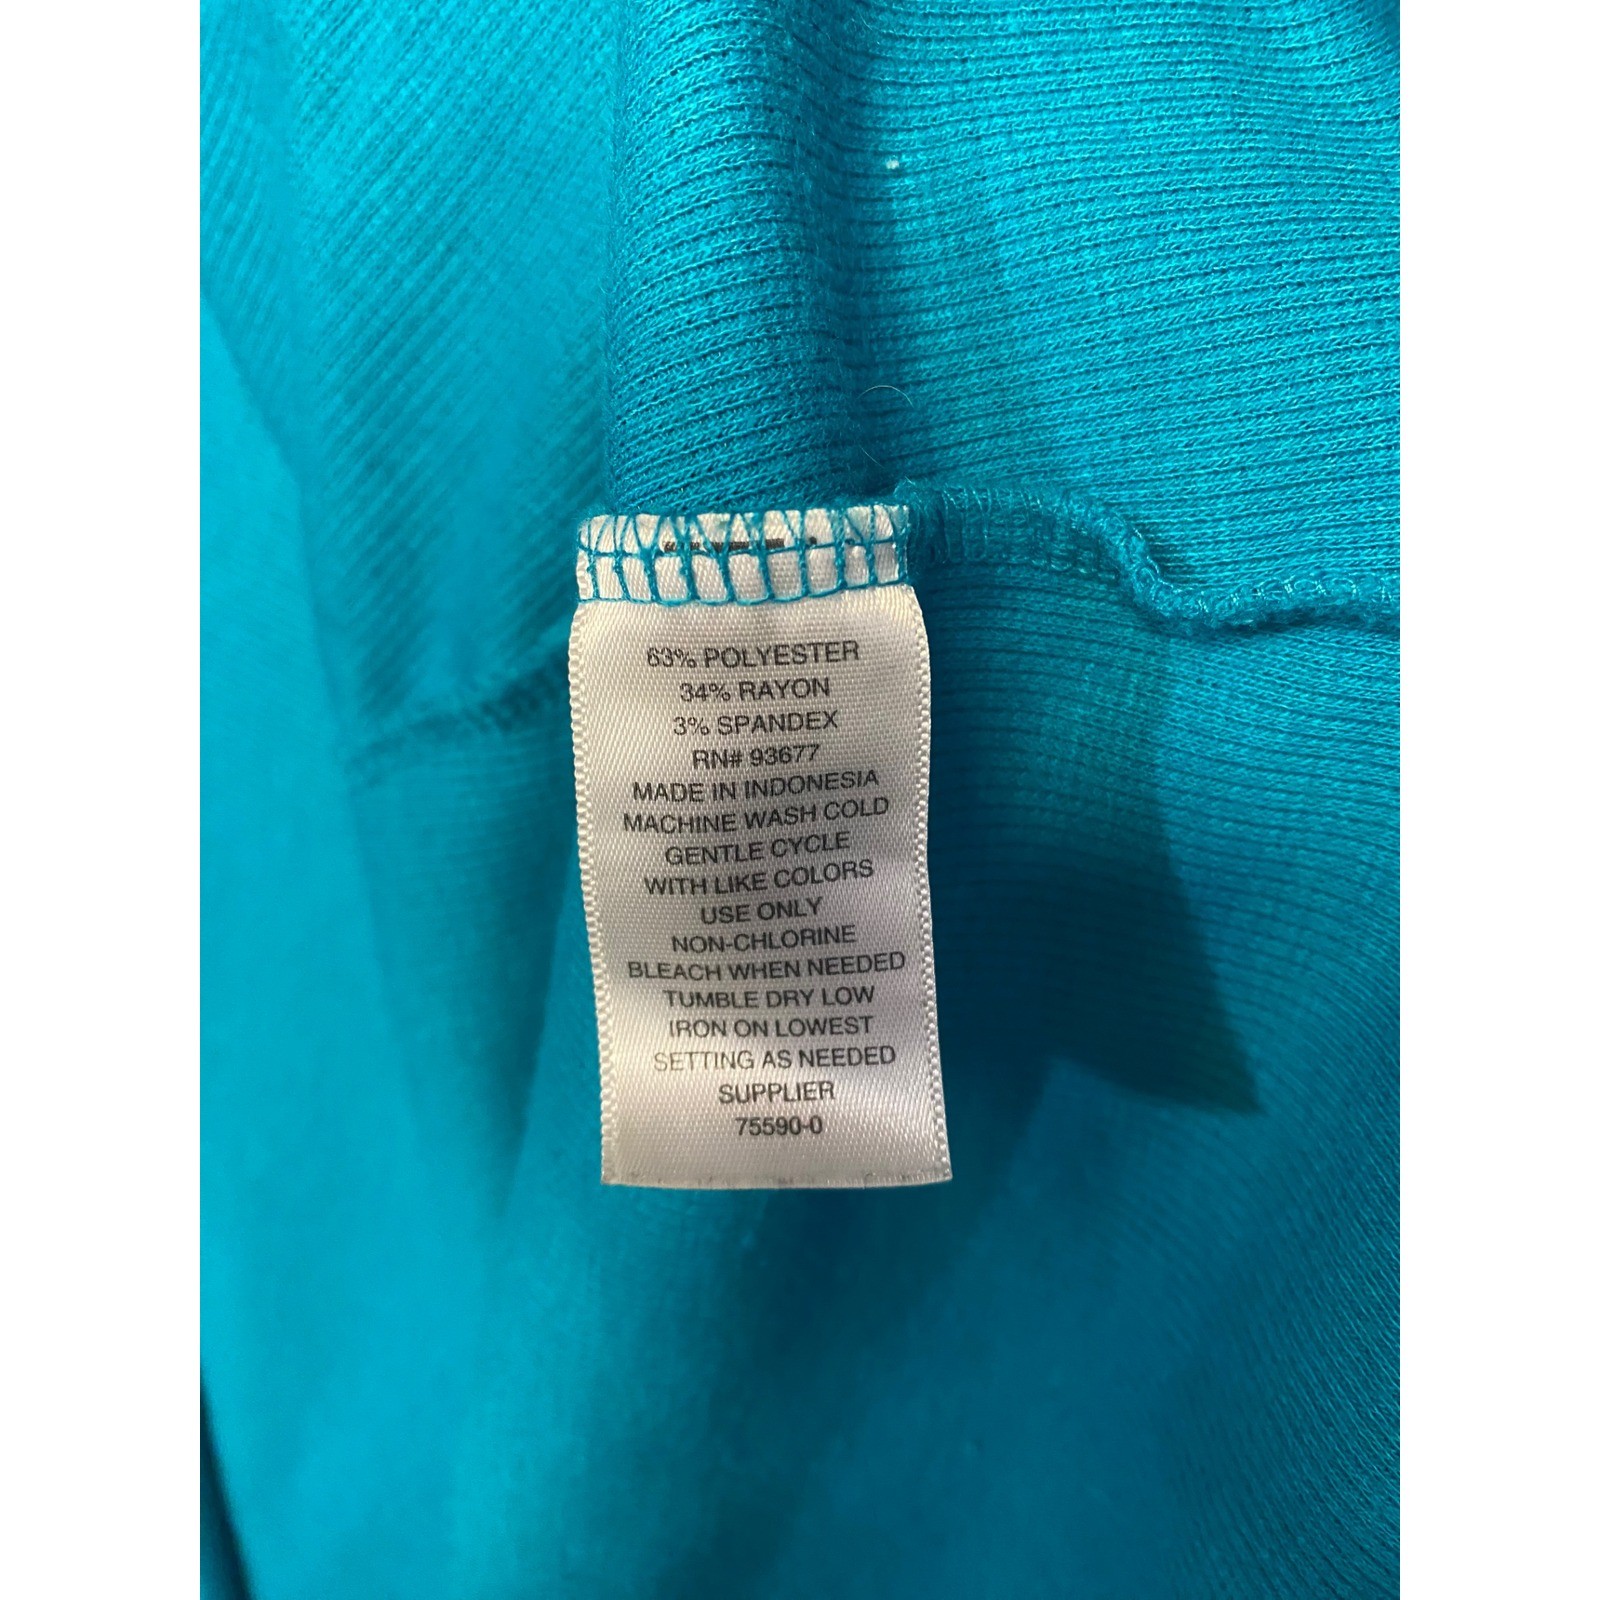 63% POLYESTER
34% RAYON
3% SPANDEX
RN# 93677
MADE IN INDONESIA
MACHINE WASH COLD
GENTLE CYCLE
WITH LIKE COLORS
USE ONLY
NON-CHLORINE
BLEACH WHEN NEEDED
TUMBLE DRY LOW
IRON ON LOWEST
SETTING AS NEEDED
SUPPLIER
75590-0